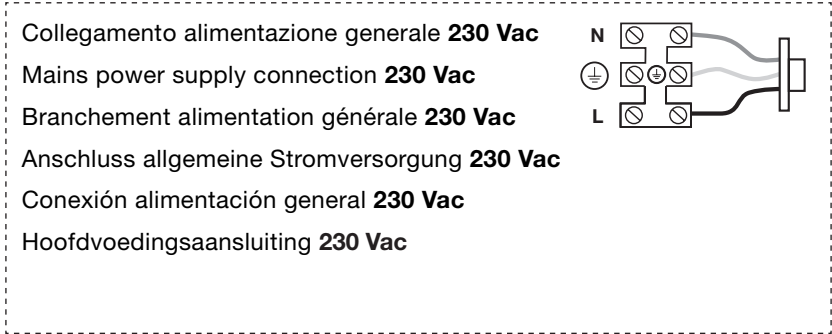 Collegamento alimentazione generale 230 Vac
Mains power supply connection 230 Vac
Branchement alimentation générale 230 Vac
Anschluss allgemeine Stromversorgung 230 Vac
Conexión alimentación general 230 Vac
Hoofdvoedingsaansluiting 230 Vac
N
L